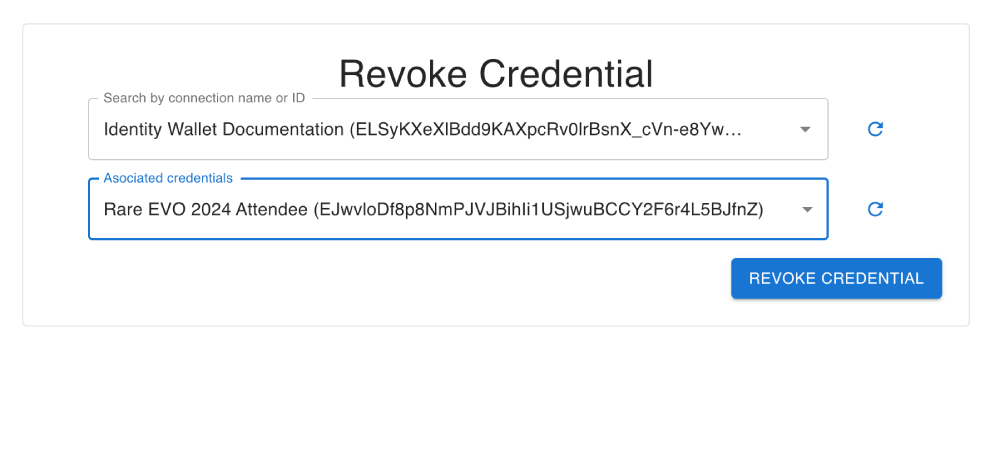 Revoke Credential
Search by connection name or ID
Identity Wallet Documentation (ELSyKXeXlBdd9KAXpcRv0lrBsnX_cVn-e8Yw…
Asociated credentials
Rare EVO 2024 Attendee (EJwvloDf8p8NmPJVJBihIi1USjwuBCCY2F6r4L5BJfnZ)
REVOKE CREDENTIAL